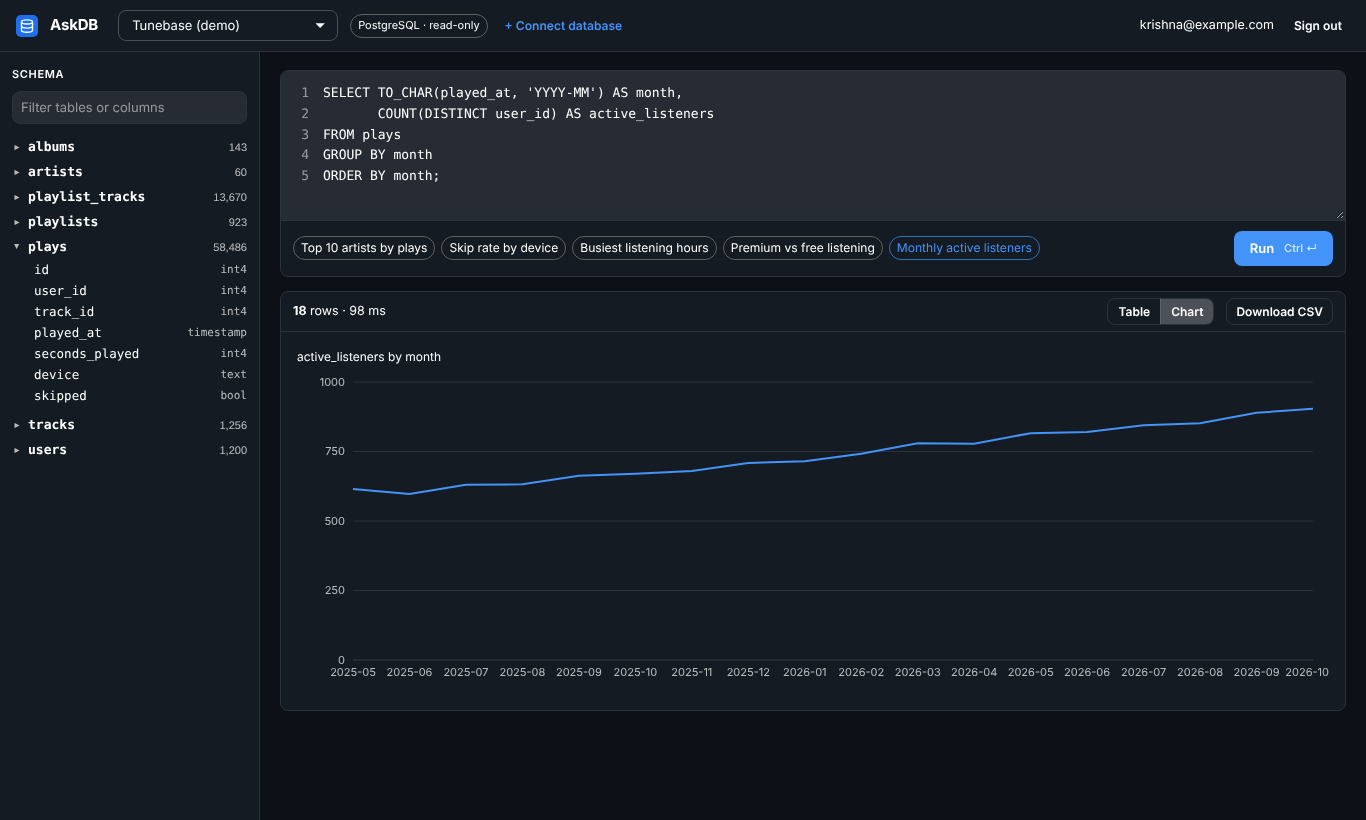 AskDB
Tunebase (demo)
PostgreSQL · read-only
+ Connect database
krishna@example.com
Sign out
SCHEMA
Filter tables or columns
▸ albums 143
▸ artists 60
▸ playlist_tracks 13,670
▸ playlists 923
▾ plays 58,486
id int4
user_id int4
track_id int4
played_at timestamp
seconds_played int4
device text
skipped bool
▸ tracks 1,256
▸ users 1,200
1 SELECT TO_CHAR(played_at, 'YYYY-MM') AS month,
2        COUNT(DISTINCT user_id) AS active_listeners
3 FROM plays
4 GROUP BY month
5 ORDER BY month;
Top 10 artists by plays
Skip rate by device
Busiest listening hours
Premium vs free listening
Monthly active listeners
Run Ctrl ↵
18 rows · 98 ms
Table
Chart
Download CSV
active_listeners by month
1000
750
500
250
0
2025-05 2025-06 2025-07 2025-08 2025-09 2025-10 2025-11 2025-12 2026-01 2026-02 2026-03 2026-04 2026-05 2026-06 2026-07 2026-08 2026-09 2026-10